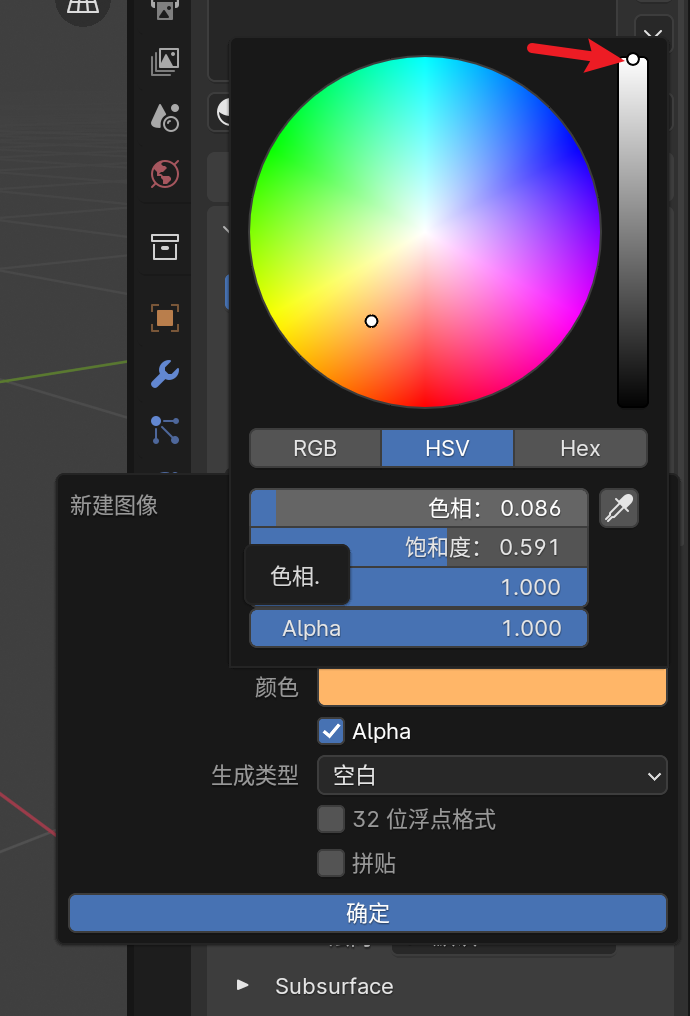 RGB
HSV
Hex
新建图像
色相： 0.086
饱和度： 0.591
色相.
1.000
Alpha 1.000
颜色
Alpha
生成类型 空白
32 位浮点格式
拼贴
确定
Subsurface